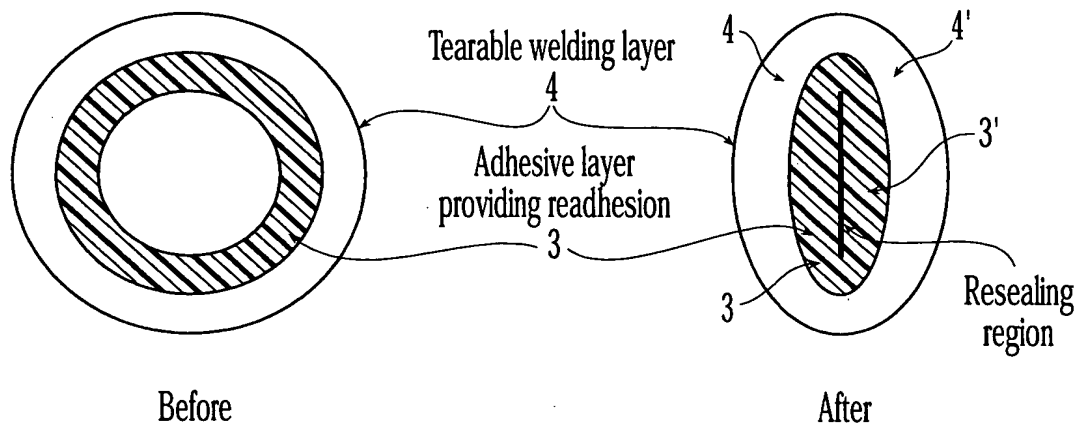 Tearable welding layer
4
Adhesive layer
providing readhesion
3
4
4'
3'
3
Resealing
region
Before
After